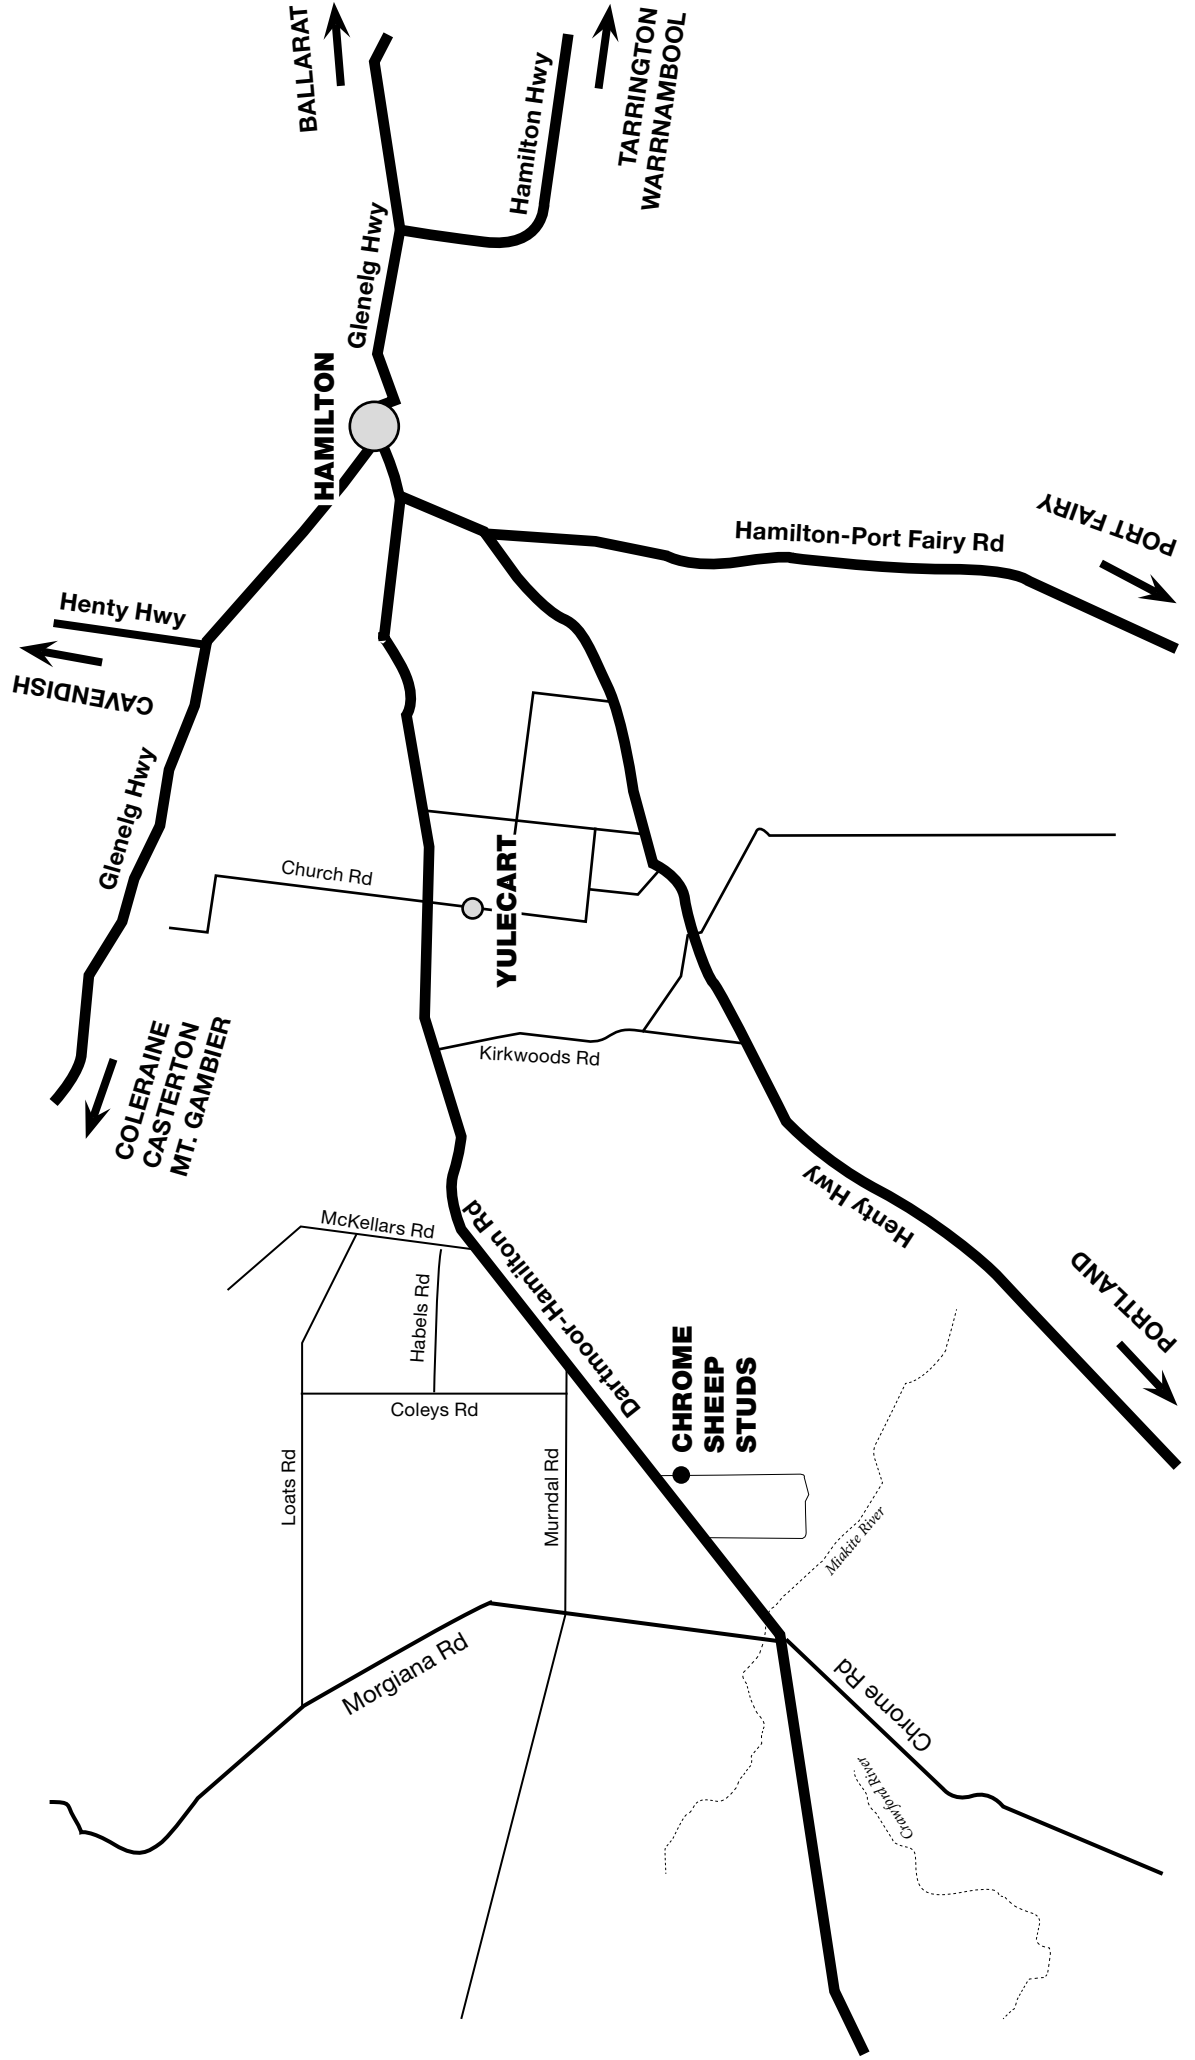 BALLARAT
TARRINGTON
WARRNAMBOOL
Hamilton Hwy
Glenelg Hwy
HAMILTON
Hamilton-Port Fairy Rd
PORT FAIRY
Henty Hwy
CAVENDISH
Glenelg Hwy
Church Rd
YULECART
COLERAINE
CASTERTON
MT. GAMBIER
Kirkwoods Rd
Henty Hwy
PORTLAND
McKellars Rd
Dartmoor-Hamilton Rd
Habels Rd
Coleys Rd
CHROME
SHEEP
STUDS
Loats Rd
Murndal Rd
Miakite River
Morgiana Rd
Chrome Rd
Crawford River